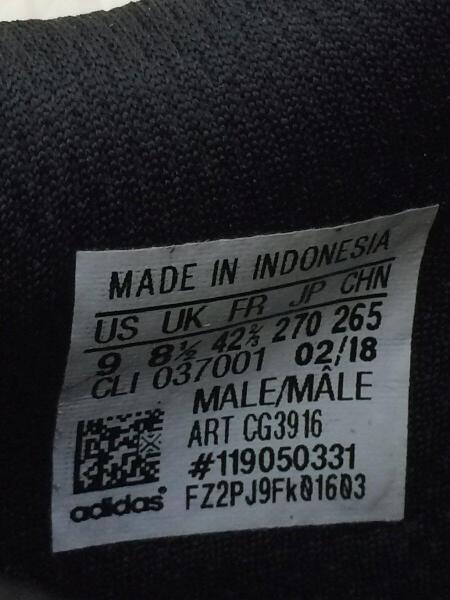 MADE IN INDONESIA
US UK FR JP CHN
9 8½ 42⅔ 270 265
CLI 037001 02/18
MALE/MÂLE
ART CG3916
#119050331
FZ2PJ9Fk01603
adidas